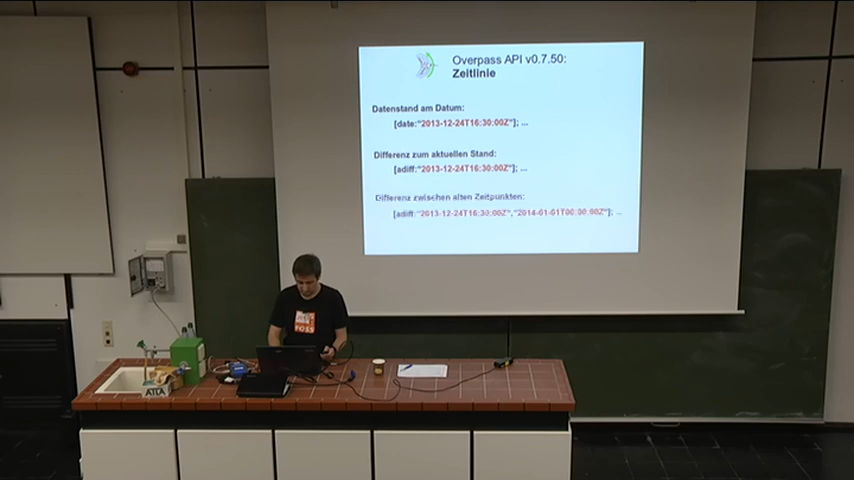 Overpass API v0.7.50:
Zeitlinie
Datenstand am Datum:
[date:"2013-12-24T16:30:00Z"]; ...
Differenz zum aktuellen Stand:
[adiff:"2013-12-24T16:30:00Z"]; ...
Differenz zwischen alten Zeitpunkten:
[adiff:"2013-12-24T16:30:00Z","2014-01-01T00:00:00Z"]; ...
FOSS